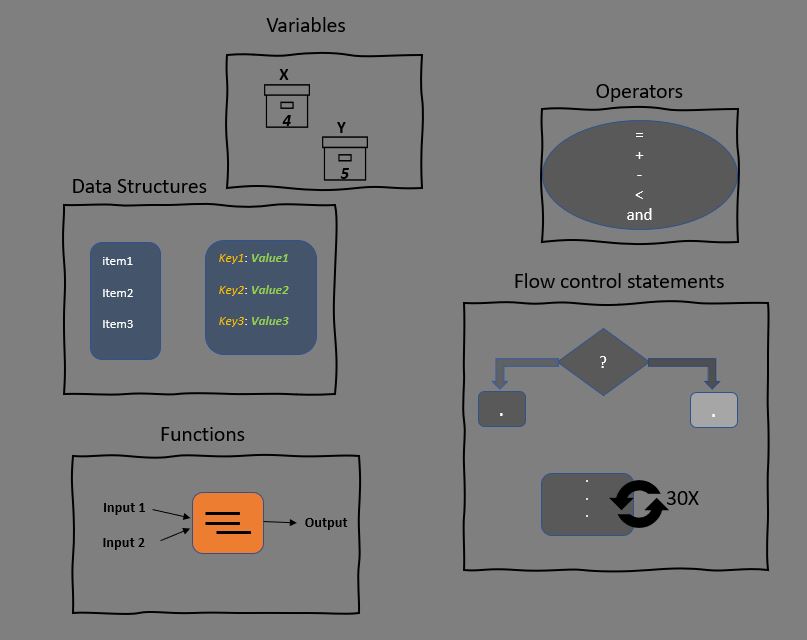 Variables
X
4
Y
5
Operators
=
+
-
<
and
Data Structures
item1
Item2
Item3
Key1: Value1
Key2: Value2
Key3: Value3
Flow control statements
?
.
.
.
.
.
30X
Functions
Input 1
Input 2
Output